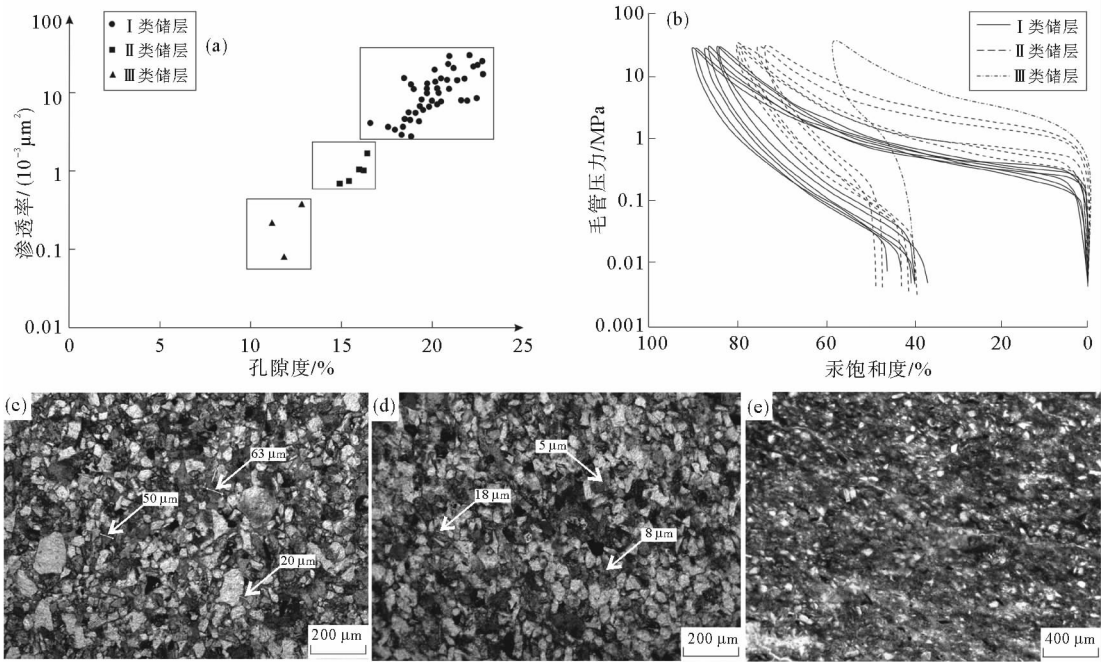 (a)
Ⅰ类储层
Ⅱ类储层
Ⅲ类储层
渗透率/(10⁻³μm²)
100
10
1
0.1
0.01
0
5
10
15
20
25
孔隙度/%
(b)
Ⅰ类储层
Ⅱ类储层
Ⅲ类储层
毛管压力/MPa
100
10
1
0.1
0.01
0.001
100
80
60
40
20
0
汞饱和度/%
(c)
63 μm
50 μm
20 μm
200 μm
(d)
5 μm
18 μm
8 μm
200 μm
(e)
400 μm